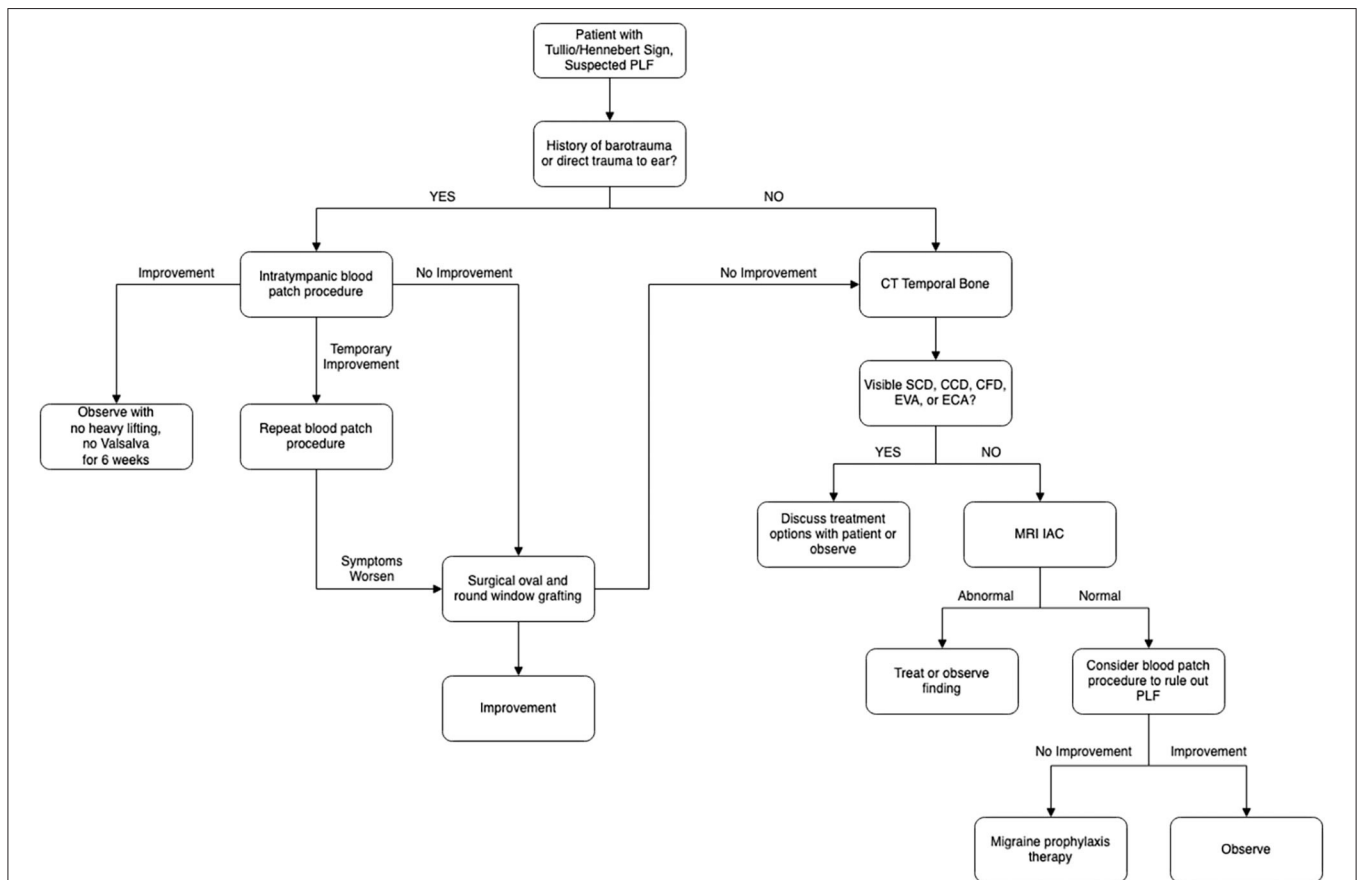 Patient with
Tullio/Hennebert Sign,
Suspected PLF
History of barotrauma
or direct trauma to ear?
YES
NO
Improvement
Intratympanic blood
patch procedure
No Improvement
No Improvement
CT Temporal Bone
Temporary
Improvement
Visible SCD, CCD, CFD,
EVA, or ECA?
Observe with
no heavy lifting,
no Valsalva
for 6 weeks
Repeat blood patch
procedure
YES
NO
Discuss treatment
options with patient or
observe
MRI IAC
Symptoms
Worsen
Surgical oval and
round window grafting
Abnormal
Normal
Improvement
Treat or observe
finding
Consider blood patch
procedure to rule out
PLF
No Improvement
Improvement
Migraine prophylaxis
therapy
Observe